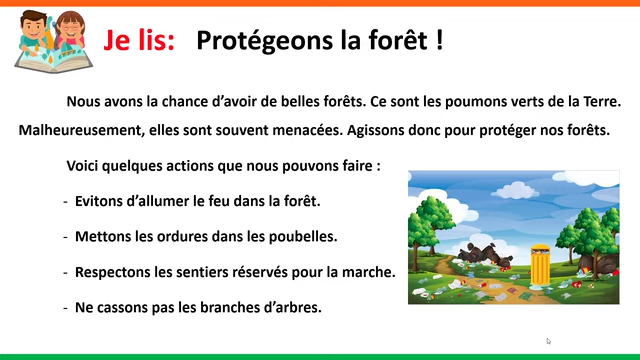 Je lis: Protégeons la forêt !
Nous avons la chance d’avoir de belles forêts. Ce sont les poumons verts de la Terre.
Malheureusement, elles sont souvent menacées. Agissons donc pour protéger nos forêts.
Voici quelques actions que nous pouvons faire :
- Evitons d’allumer le feu dans la forêt.
- Mettons les ordures dans les poubelles.
- Respectons les sentiers réservés pour la marche.
- Ne cassons pas les branches d’arbres.